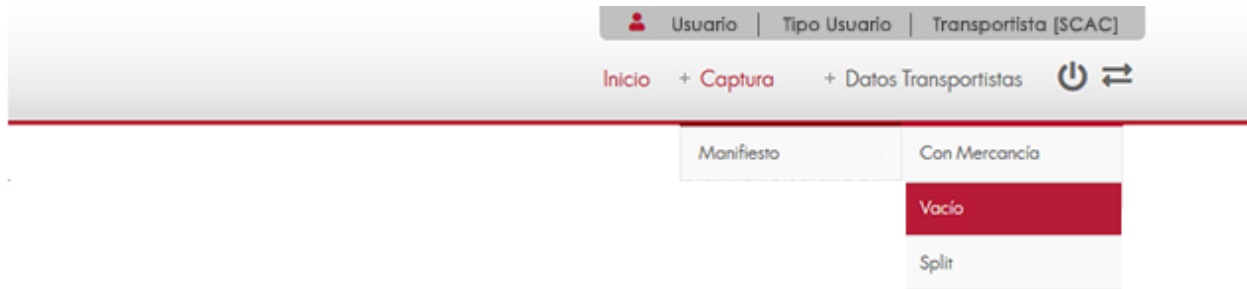 Usuario | Tipo Usuario | Transportista [SCAC]
Inicio + Captura + Datos Transportistas
Manifiesto Con Mercancía
Vacío
Split